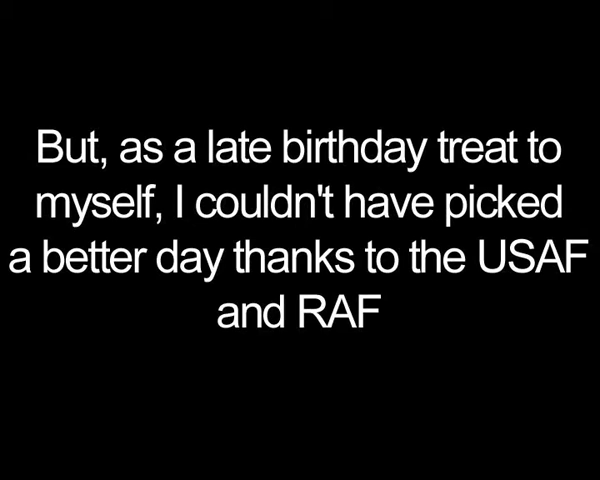 But, as a late birthday treat to
myself, I couldn't have picked
a better day thanks to the USAF
and RAF